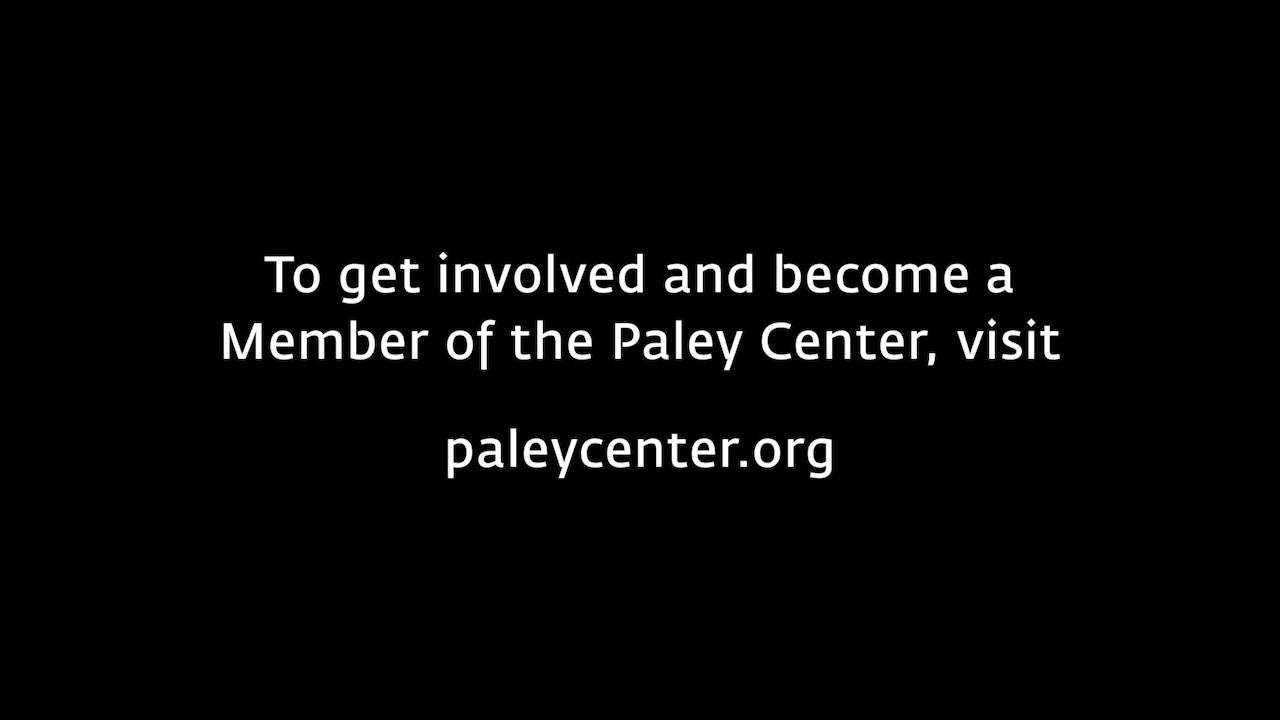 To get involved and become a
Member of the Paley Center, visit
paleycenter.org